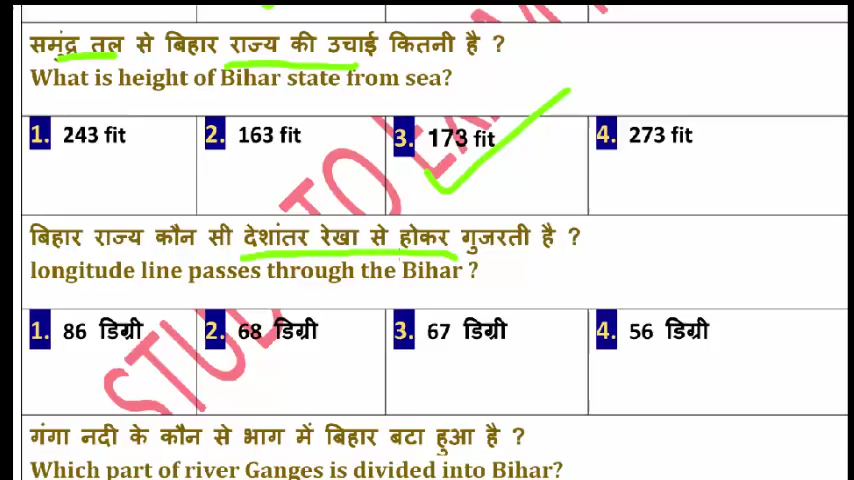 समुंद्र तल से बिहार राज्य की उचाई कितनी है ?
What is height of Bihar state from sea?
1. 243 fit 2. 163 fit 3. 173 fit 4. 273 fit
बिहार राज्य कौन सी देशांतर रेखा से होकर गुजरती है ?
longitude line passes through the Bihar ?
1. 86 डिग्री 2. 68 डिग्री 3. 67 डिग्री 4. 56 डिग्री
गंगा नदी के कौन से भाग में बिहार बटा हुआ है ?
Which part of river Ganges is divided into Bihar?